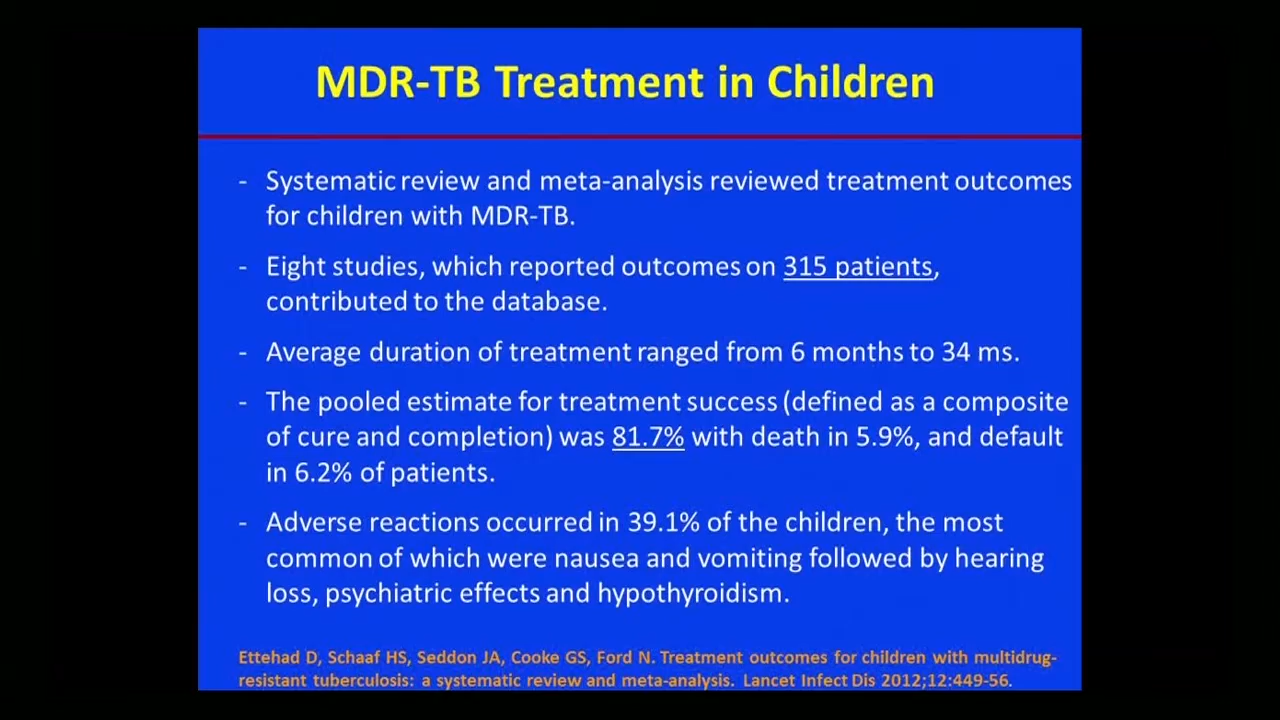 MDR-TB Treatment in Children
- Systematic review and meta-analysis reviewed treatment outcomes
for children with MDR-TB.
- Eight studies, which reported outcomes on 315 patients,
contributed to the database.
- Average duration of treatment ranged from 6 months to 34 ms.
- The pooled estimate for treatment success (defined as a composite
of cure and completion) was 81.7% with death in 5.9%, and default
in 6.2% of patients.
- Adverse reactions occurred in 39.1% of the children, the most
common of which were nausea and vomiting followed by hearing
loss, psychiatric effects and hypothyroidism.
Ettehad D, Schaaf HS, Seddon JA, Cooke GS, Ford N. Treatment outcomes for children with multidrug-
resistant tuberculosis: a systematic review and meta-analysis. Lancet Infect Dis 2012;12:449-56.